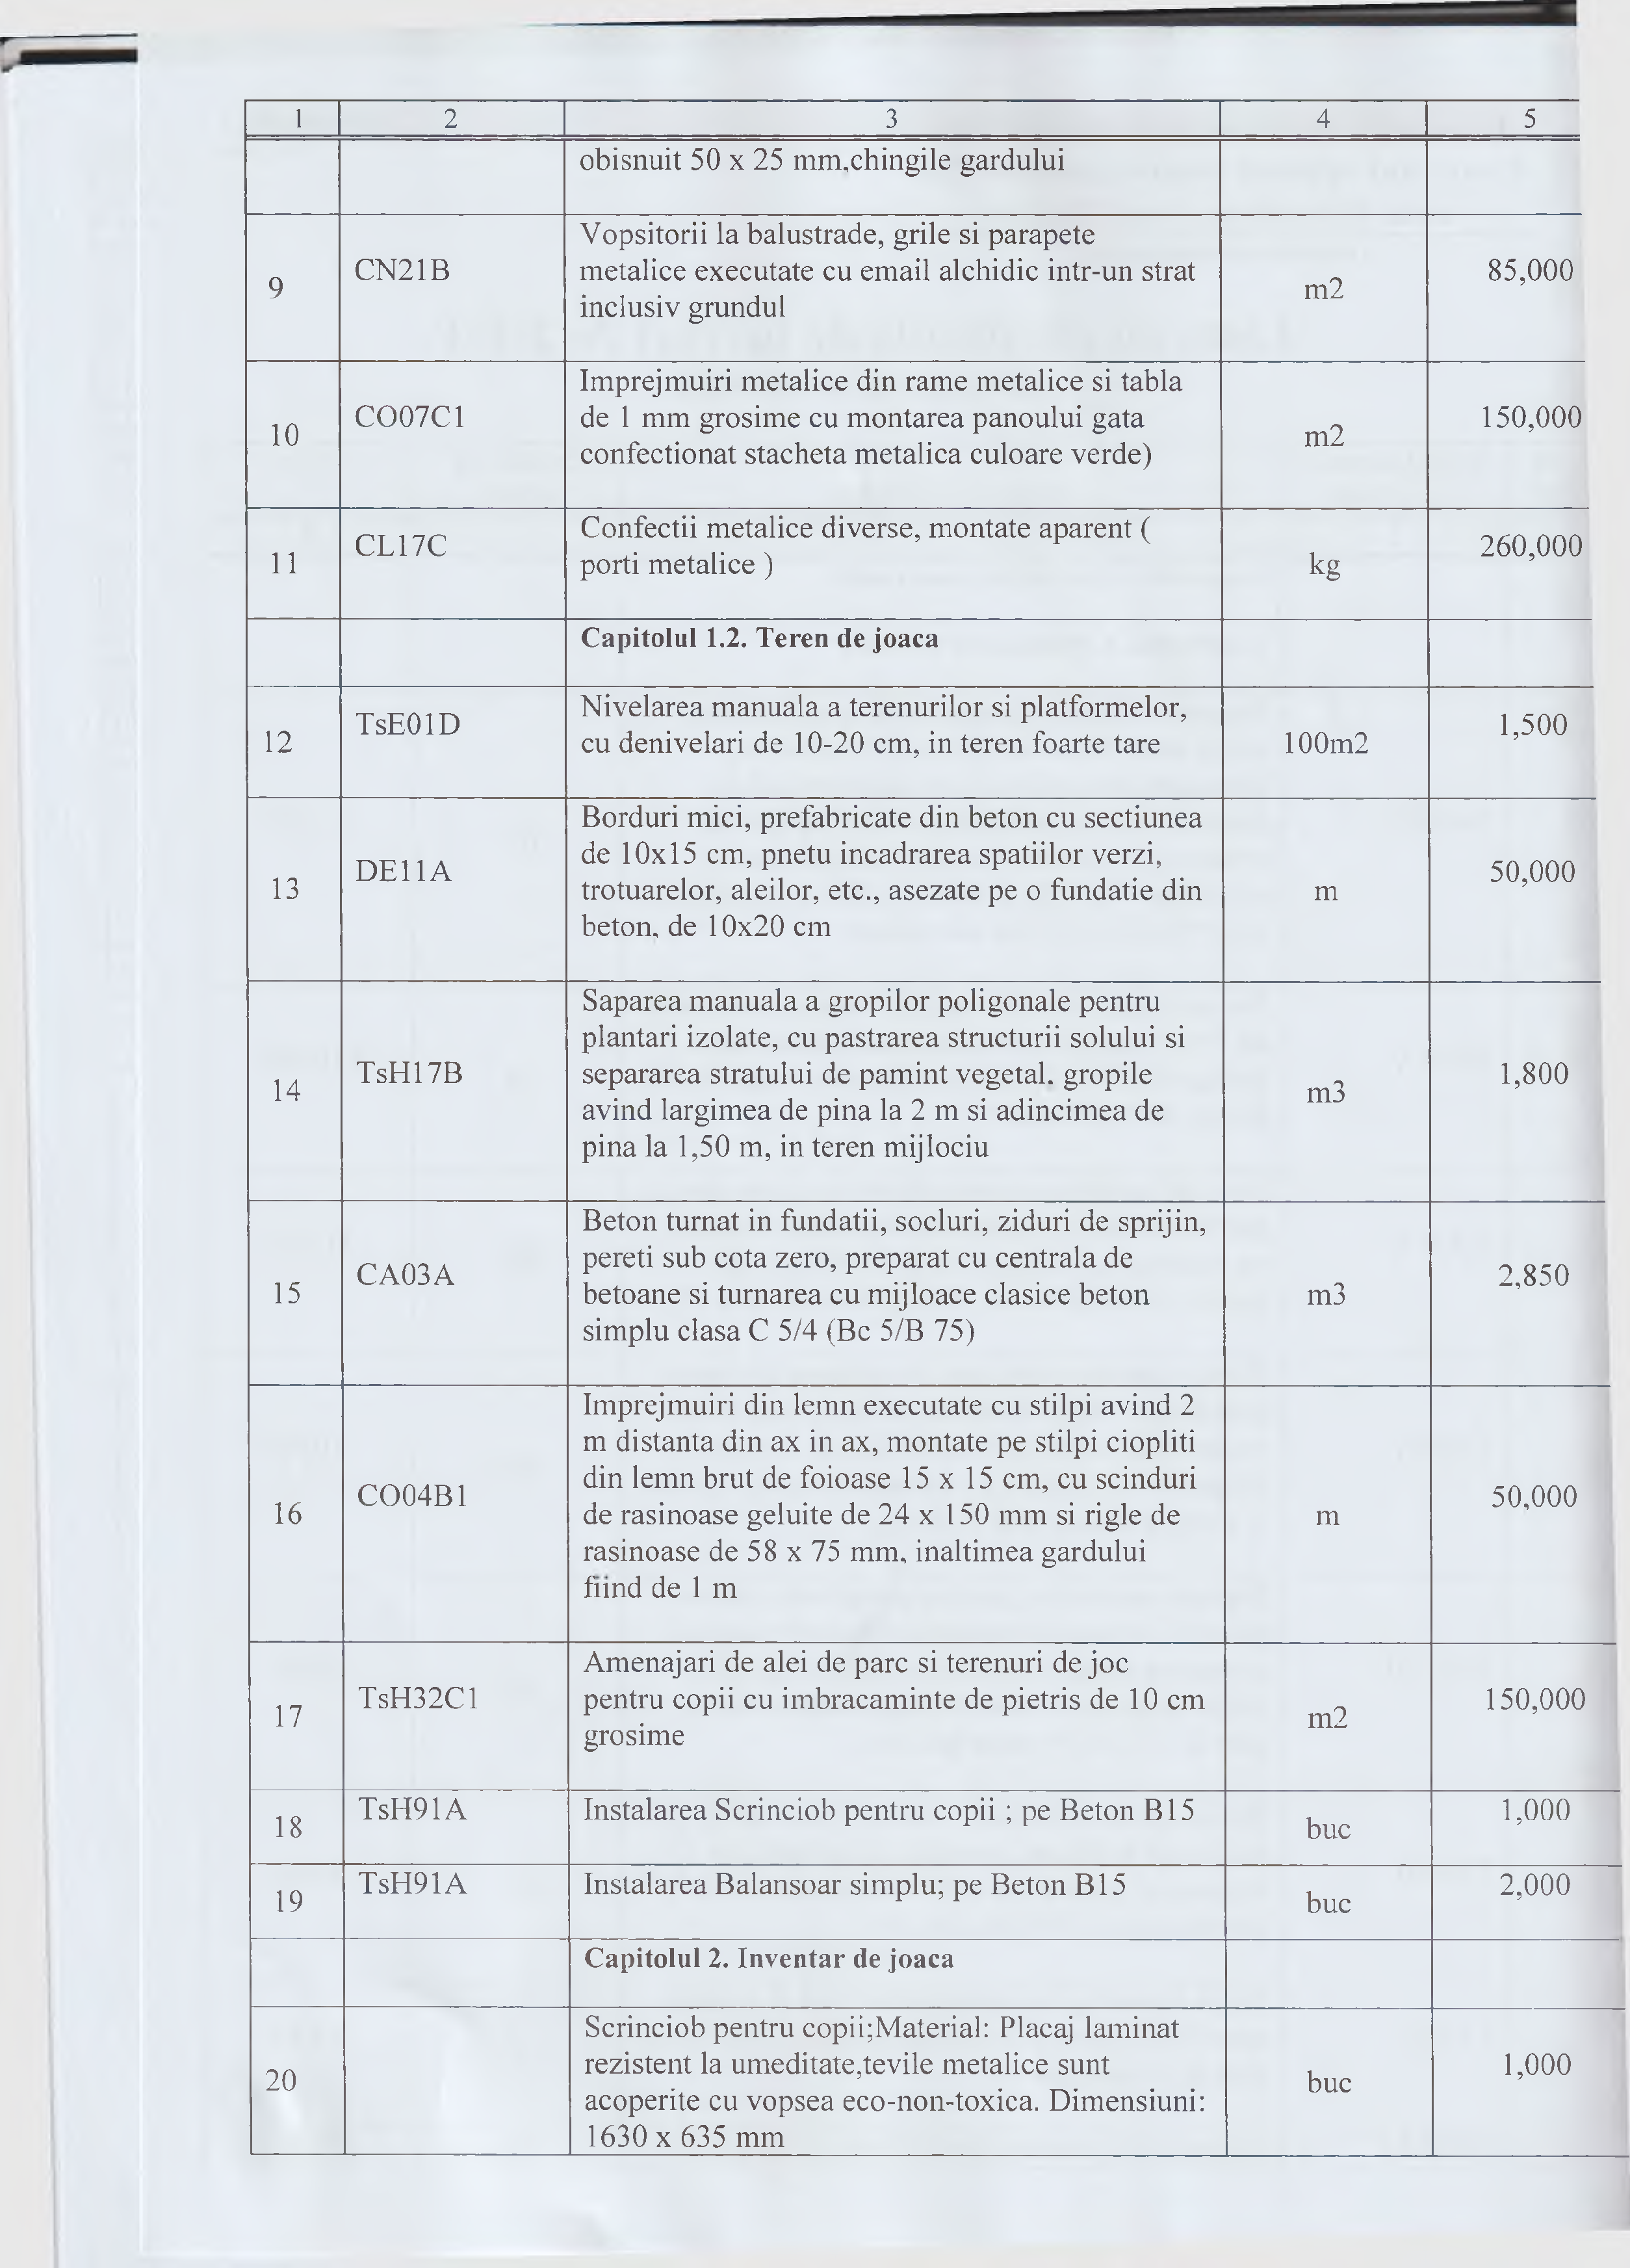 1 2 3 4 5
obisnuit 50 x 25 mm,chingile gardului
9 CN21B Vopsitorii la balustrade, grile si parapete
metalice executate cu email alchidic intr-un strat
inclusiv grundul m2 85,000
10 CO07C1 Imprejmuiri metalice din rame metalice si tabla
de 1 mm grosime cu montarea panoului gata
confectionat stacheta metalica culoare verde) m2 150,000
11 CL17C Confectii metalice diverse, montate aparent (
porti metalice ) kg 260,000
Capitolul 1.2. Teren de joaca
12 TsE01D Nivelarea manuala a terenurilor si platformelor,
cu denivelari de 10-20 cm, in teren foarte tare 100m2 1,500
13 DE11A Borduri mici, prefabricate din beton cu sectiunea
de 10x15 cm, pnetu incadrarea spatiilor verzi,
trotuarelor, aleilor, etc., asezate pe o fundatie din
beton, de 10x20 cm m 50,000
14 TsH17B Saparea manuala a gropilor poligonale pentru
plantari izolate, cu pastrarea structurii solului si
separarea stratului de pamint vegetal, gropile
avind largimea de pina la 2 m si adincimea de
pina la 1,50 m, in teren mijlociu m3 1,800
15 CA03A Beton turnat in fundatii, socluri, ziduri de sprijin,
pereti sub cota zero, preparat cu centrala de
betoane si turnarea cu mijloace clasice beton
simplu clasa C 5/4 (Bc 5/B 75) m3 2,850
16 CO04B1 Imprejmuiri din lemn executate cu stilpi avind 2
m distanta din ax in ax, montate pe stilpi ciopliti
din lemn brut de foioase 15 x 15 cm, cu scinduri
de rasinoase geluite de 24 x 150 mm si rigle de
rasinoase de 58 x 75 mm, inaltimea gardului
fiind de 1 m m 50,000
17 TsH32C1 Amenajari de alei de parc si terenuri de joc
pentru copii cu imbracaminte de pietris de 10 cm
grosime m2 150,000
18 TsH91A Instalarea Scrinciob pentru copii ; pe Beton B15 buc 1,000
19 TsH91A Instalarea Balansoar simplu; pe Beton B15 buc 2,000
Capitolul 2. Inventar de joaca
20 Scrinciob pentru copii;Material: Placaj laminat
rezistent la umeditate,tevile metalice sunt
acoperite cu vopsea eco-non-toxica. Dimensiuni:
1630 x 635 mm buc 1,000